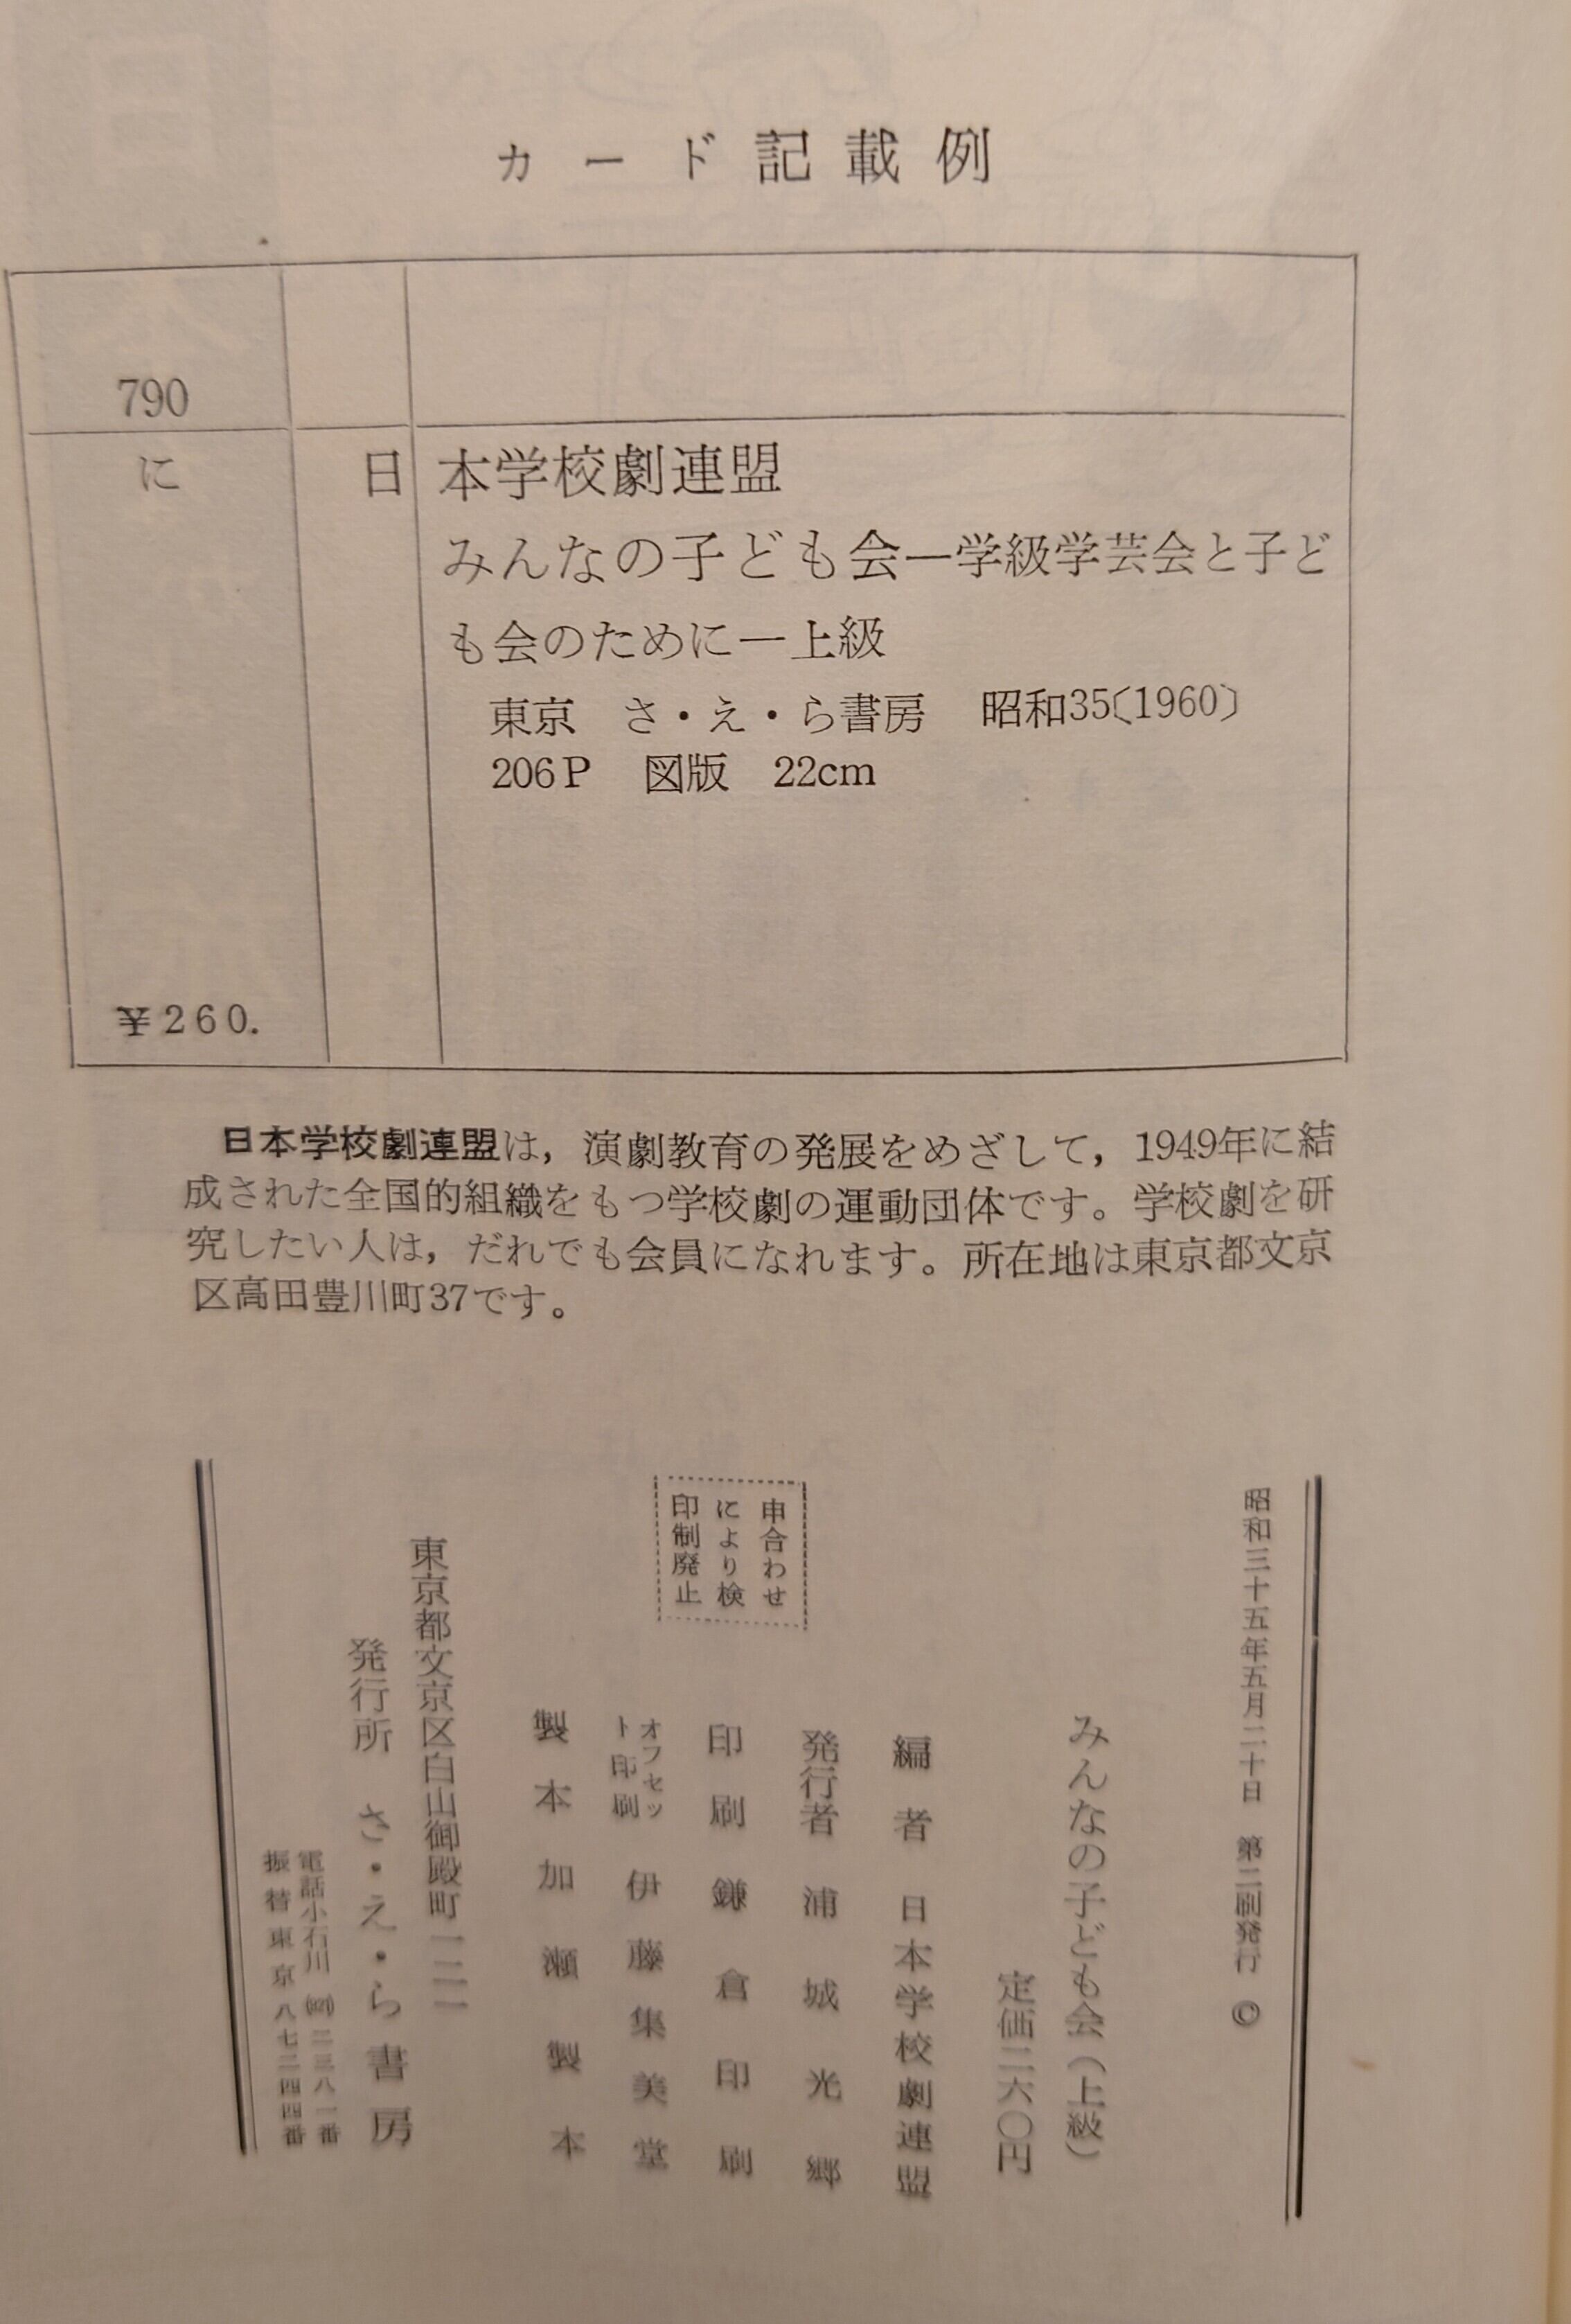 カード記載例
790
に
日本学校劇連盟
みんなの子ども会―学級学芸会と子ど
も会のために―上級
東京　さ・え・ら書房　昭和35〔1960〕
206P　図版　22cm
¥260.
日本学校劇連盟は，演劇教育の発展をめざして，1949年に結
成された全国的組織をもつ学校劇の運動団体です。学校劇を研
究したい人は，だれでも会員になれます。所在地は東京都文京
区高田豊川町37です。
昭和三十五年五月二十日　第二刷発行　©
みんなの子ども会（上級）
定価二六〇円
編者　日本学校劇連盟
発行者　浦城光郷
印刷　鎌倉印刷
オフセット印刷　伊藤集美堂
製本　加瀬製本
申合わせ
により検
印制廃止
東京都文京区白山御殿町一二一
発行所　さ・え・ら書房
電話小石川(813)二三八一番
振替東京八七二四四番